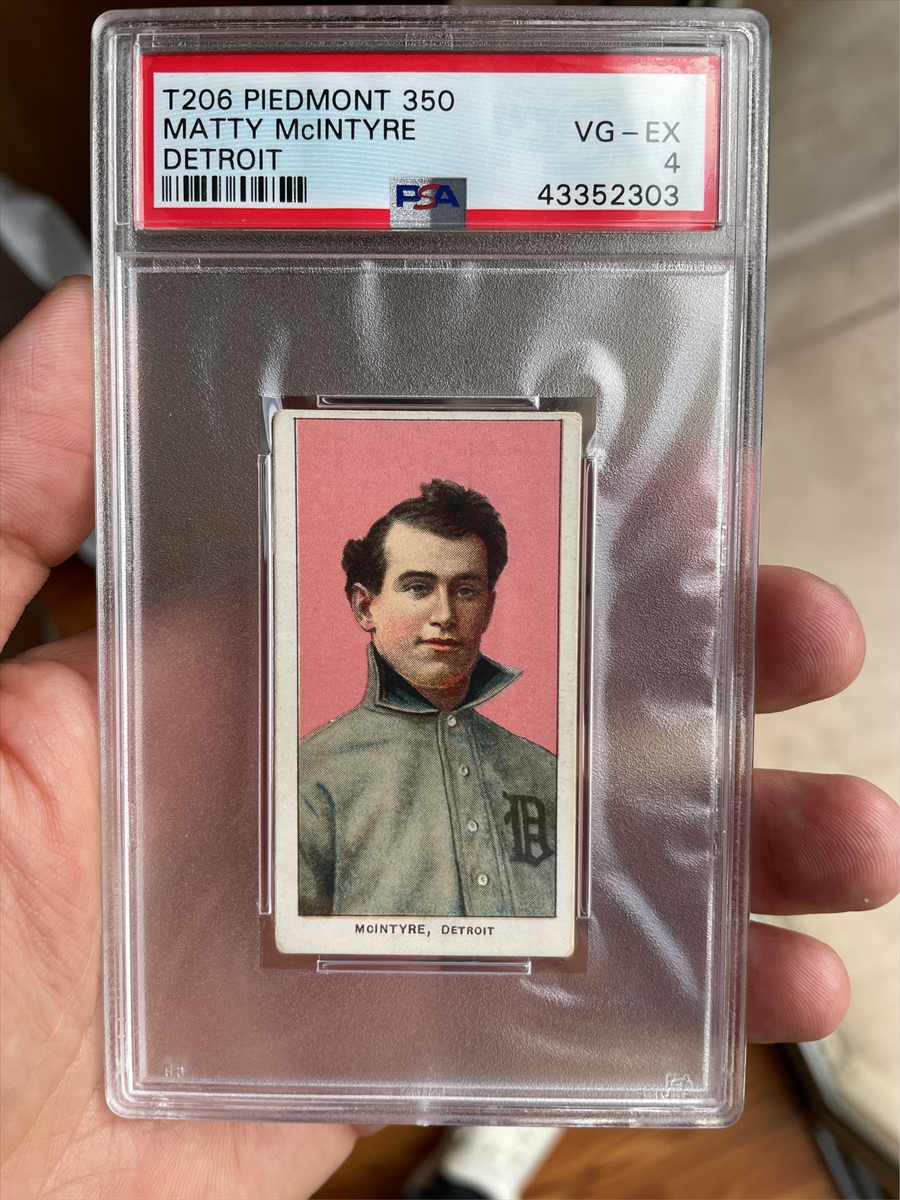 T206 PIEDMONT 350
MATTY McINTYRE VG – EX
DETROIT 4
PSA 43352303
McINTYRE, DETROIT
D